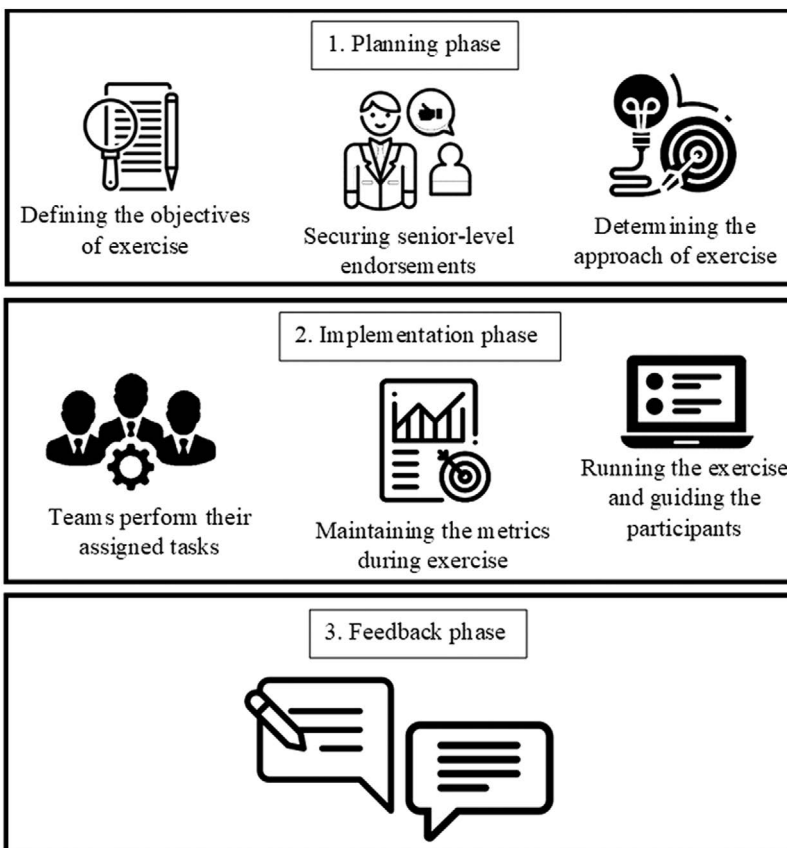 1. Planning phase
Defining the objectives
of exercise
Securing senior-level
endorsements
Determining the
approach of exercise
2. Implementation phase
Teams perform their
assigned tasks
Maintaining the metrics
during exercise
Running the exercise
and guiding the
participants
3. Feedback phase